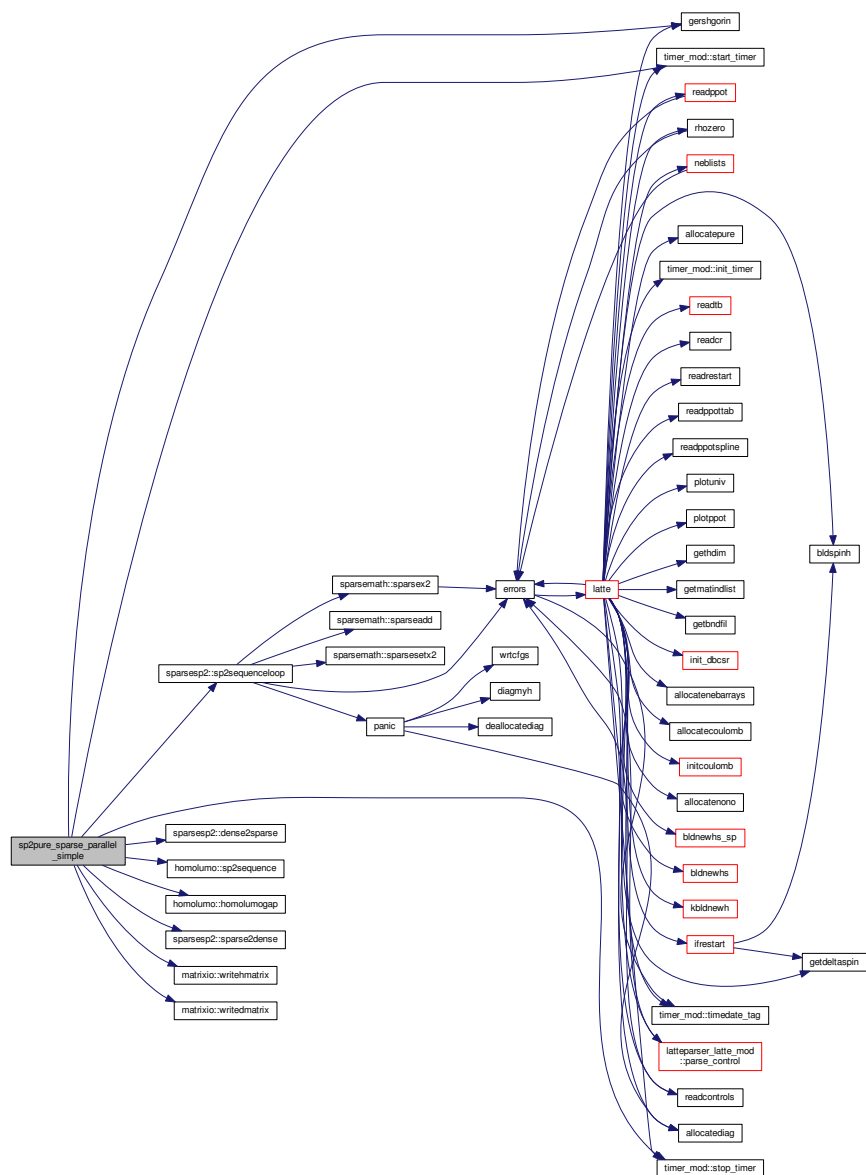 gershgorin
timer_mod::start_timer
readppot
rhozero
neblists
allocatepure
timer_mod::init_timer
readtb
readcr
readrestart
readppottab
readppotspline
plotuniv
plotppot
gethdim
bldspinh
sparsemath::sparsex2
errors
latte
getmatindlist
sparsemath::sparseadd
getbndfil
sparsemath::sparsesetx2
wrtcfgs
init_dbcsr
sparsesp2::sp2sequenceloop
diagmyh
allocatenebarrays
panic
deallocatediag
allocatecoulomb
initcoulomb
allocatenono
sparsesp2::dense2sparse
bldnewhs_sp
sp2pure_sparse_parallel
_simple
homolumo::sp2sequence
bldnewhs
homolumo::homolumogap
kbldnewh
sparsesp2::sparse2dense
ifrestart
getdeltaspin
matrixio::writehmatrix
matrixio::writedmatrix
timer_mod::timedate_tag
latteparser_latte_mod
::parse_control
readcontrols
allocatediag
timer_mod::stop_timer